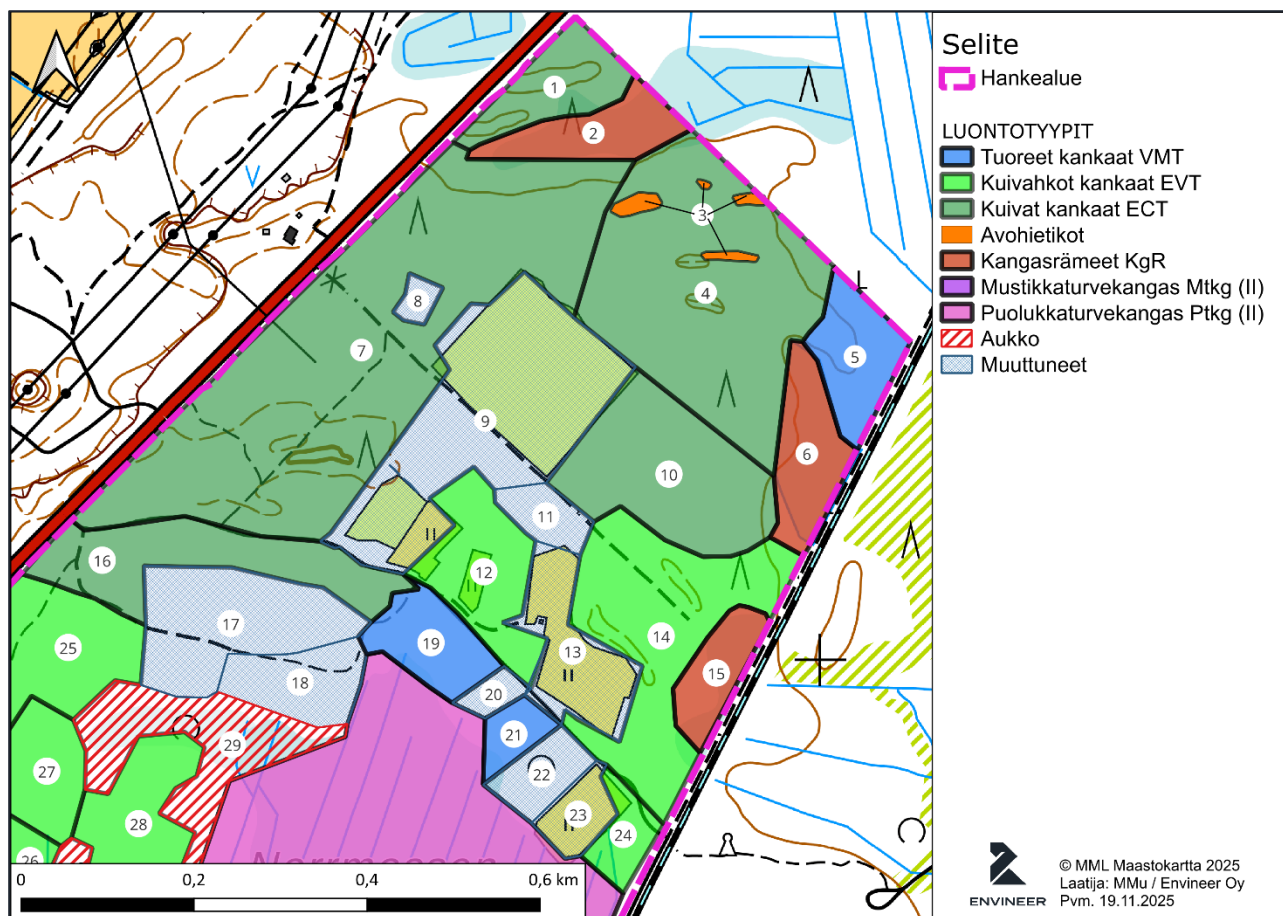 Selite
Hankealue
LUONTOTYYPIT
Tuoreet kankaat VMT
Kuivahkot kankaat EVT
Kuivat kankaat ECT
Avohietikot
Kangasrämeet KgR
Mustikkaturvekangas Mtkg (II)
Puolukkaturvekangas Ptkg (II)
Aukko
Muuttuneet
1
2
3
4
5
6
7
8
9
10
11
12
13
14
15
16
17
18
19
20
21
22
23
24
25
26
27
28
29
Norrmossen
0 0,2 0,4 0,6 km
ENVINEER
© MML Maastokartta 2025
Laatija: MMu / Envineer Oy
Pvm. 19.11.2025